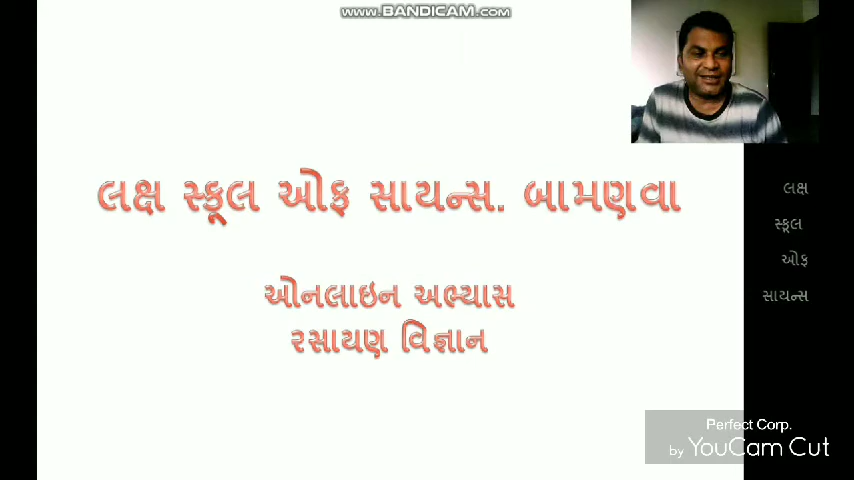 www.BANDICAM.com
લક્ષ સ્કૂલ ઓફ સાયન્સ. બામણવા
ઓનલાઇન અભ્યાસ
રસાયણ વિજ્ઞાન
લક્ષ
સ્કૂલ
ઓફ
સાયન્સ
Perfect Corp.
by YouCam Cut